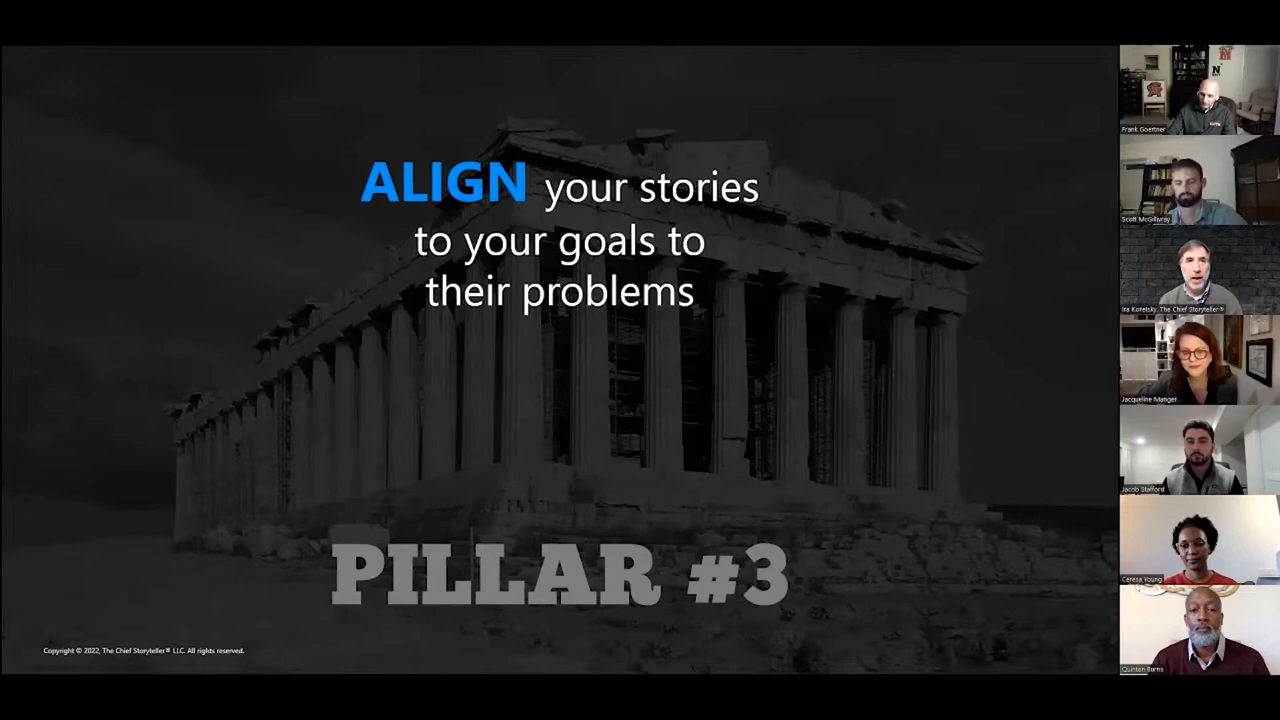 ALIGN your stories
to your goals to
their problems
PILLAR #3
Copyright © 2022, The Chief Storyteller® LLC. All rights reserved.
Frank Goertner
Scott McGillivray
Ira Koretsky, The Chief Storyteller®
Jacqueline Manger
Jacob Stafford
Ceresa Young
Quinton Burris
N